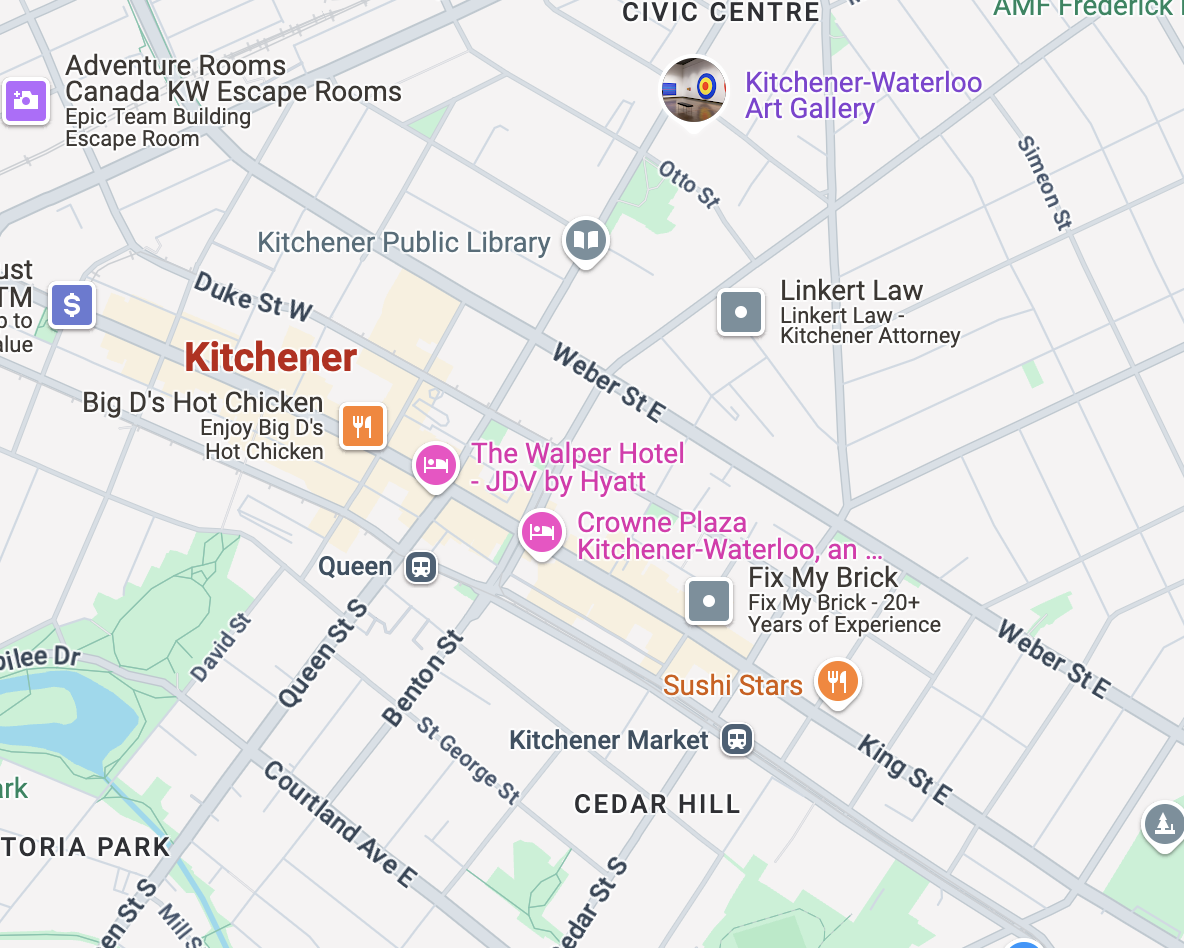 CIVIC CENTRE
AMF Frederick
Adventure Rooms
Canada KW Escape Rooms
Epic Team Building
Escape Room
Kitchener-Waterloo
Art Gallery
Simeon St
Otto St
Kitchener Public Library
ust
TM
p to
alue
$
Duke St W
Linkert Law
Linkert Law -
Kitchener Attorney
Kitchener
Weber St E
Big D's Hot Chicken
Enjoy Big D's
Hot Chicken
The Walper Hotel
- JDV by Hyatt
Crowne Plaza
Kitchener-Waterloo, an ...
Queen
Fix My Brick
Fix My Brick - 20+
Years of Experience
David St
Queen St S
Benton St
bilee Dr
Weber St E
Sushi Stars
St George St
Kitchener Market
King St E
ark
Courtland Ave E
CEDAR HILL
TORIA PARK
en St S
Mill S
edar St S